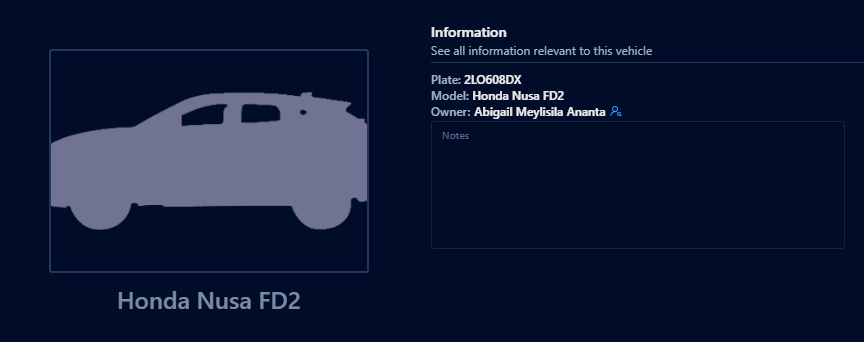 Information
See all information relevant to this vehicle
Plate: 2LO608DX
Model: Honda Nusa FD2
Owner: Abigail Meylisila Ananta
Notes
Honda Nusa FD2